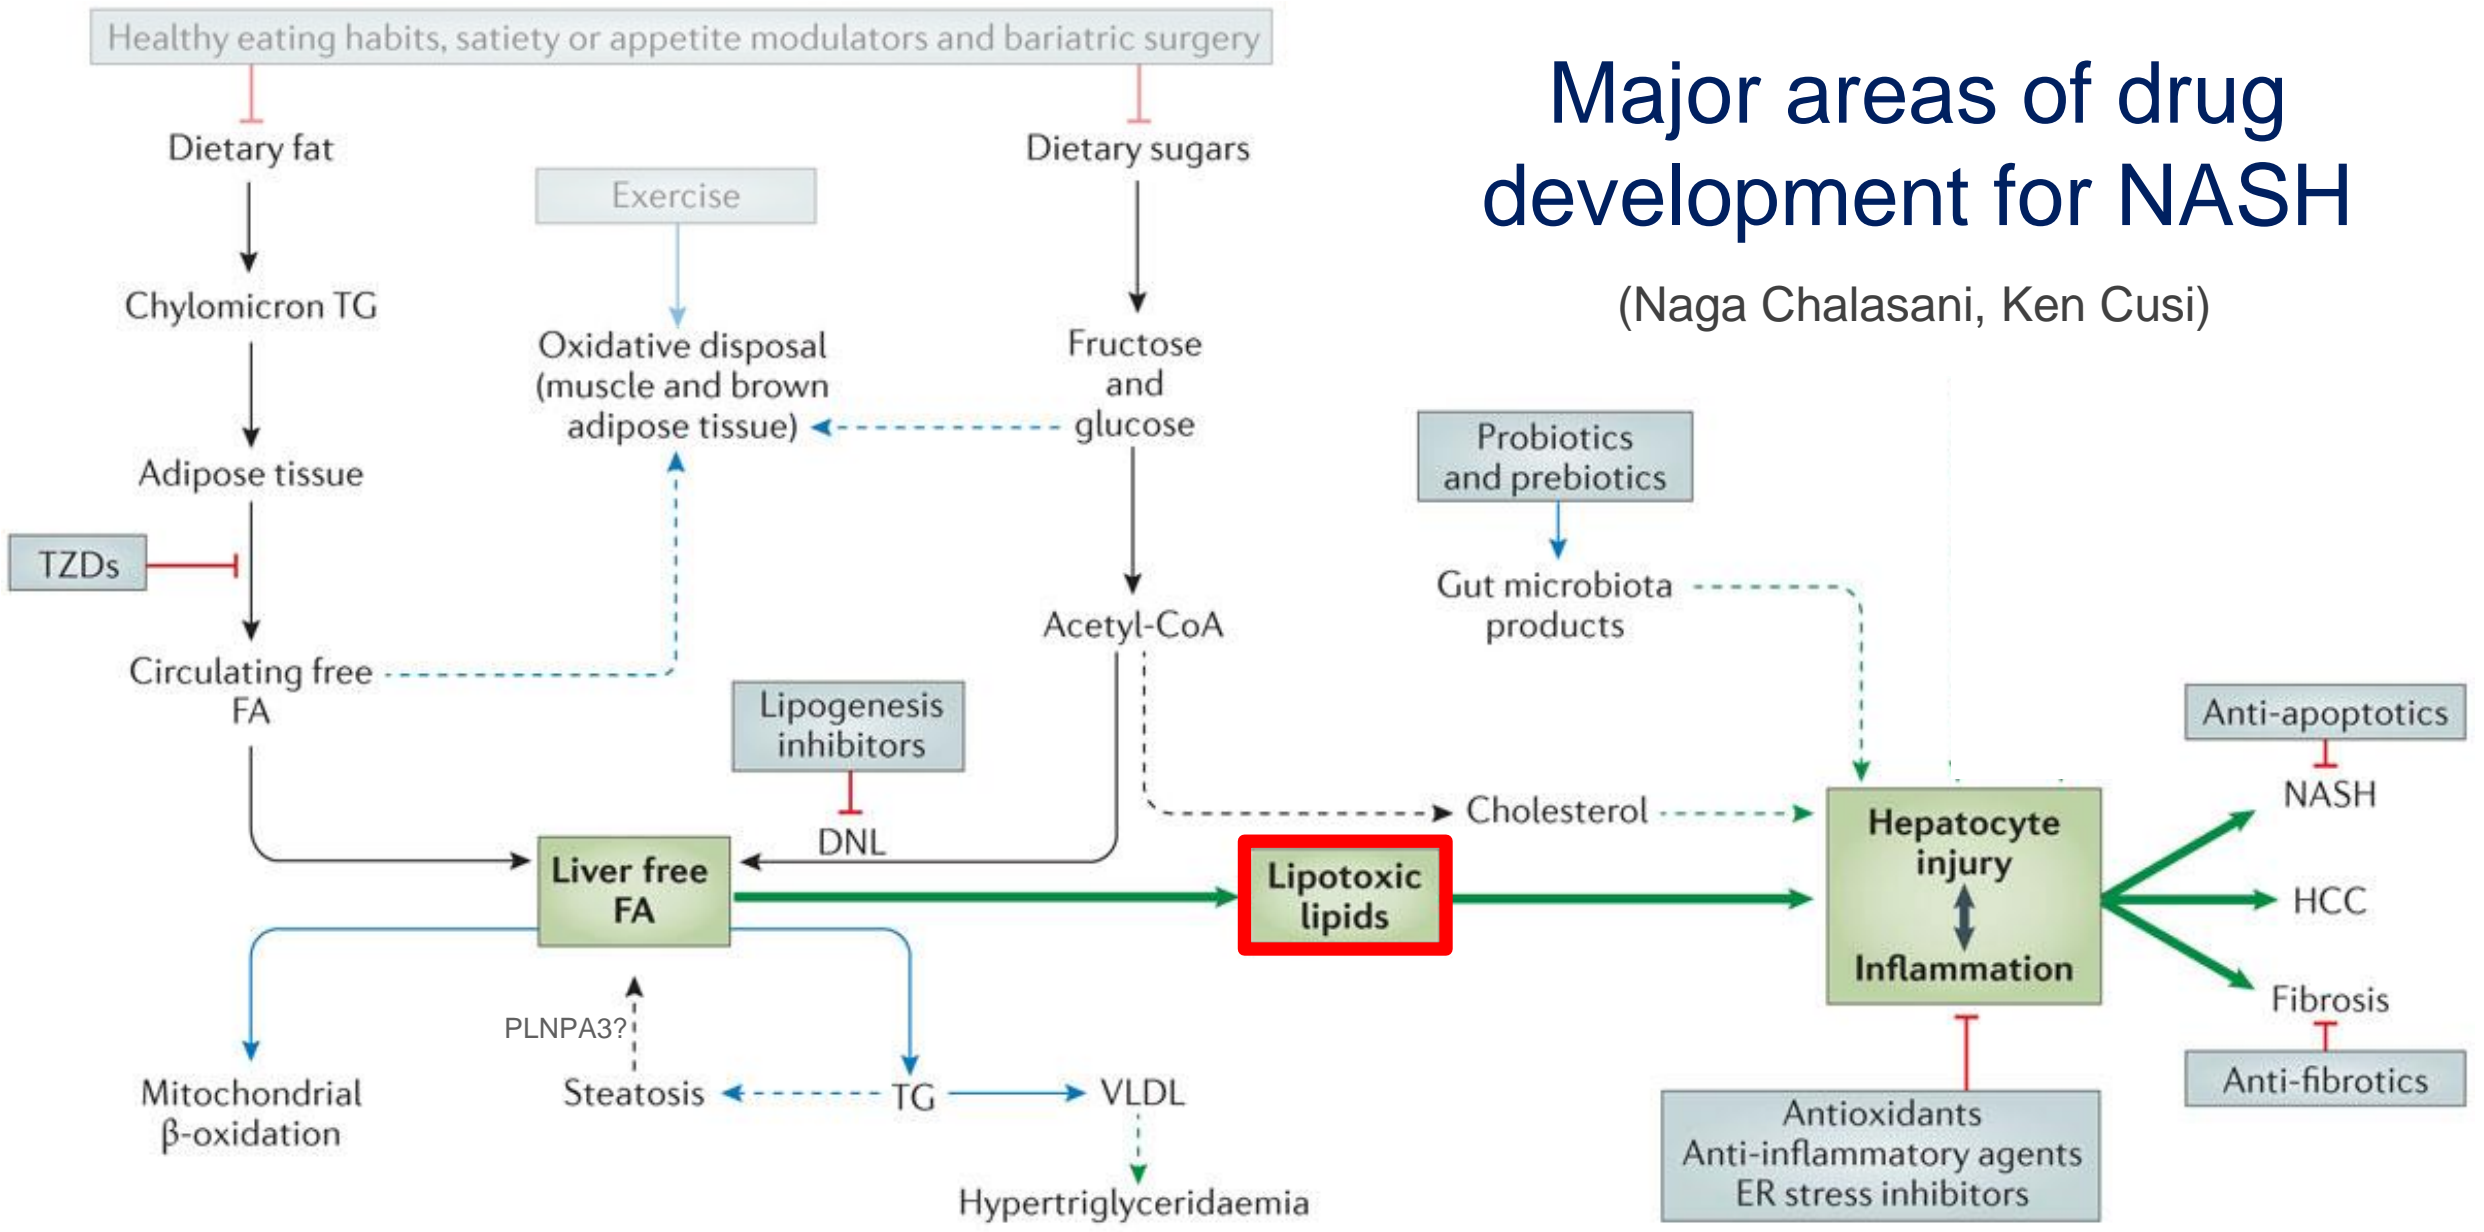 Healthy eating habits, satiety or appetite modulators and bariatric surgery
Major areas of drug
development for NASH
(Naga Chalasani, Ken Cusi)
Dietary fat
Dietary sugars
Exercise
Chylomicron TG
Oxidative disposal
(muscle and brown
adipose tissue)
Fructose
and
glucose
Adipose tissue
Probiotics
and prebiotics
TZDs
Gut microbiota
products
Acetyl-CoA
Circulating free
FA
Lipogenesis
inhibitors
Anti-apoptotics
NASH
Cholesterol
DNL
Liver free
FA
Lipotoxic
lipids
Hepatocyte
injury
Inflammation
HCC
Fibrosis
PLNPA3?
Anti-fibrotics
Mitochondrial
β-oxidation
Steatosis
TG
VLDL
Antioxidants
Anti-inflammatory agents
ER stress inhibitors
Hypertriglyceridaemia